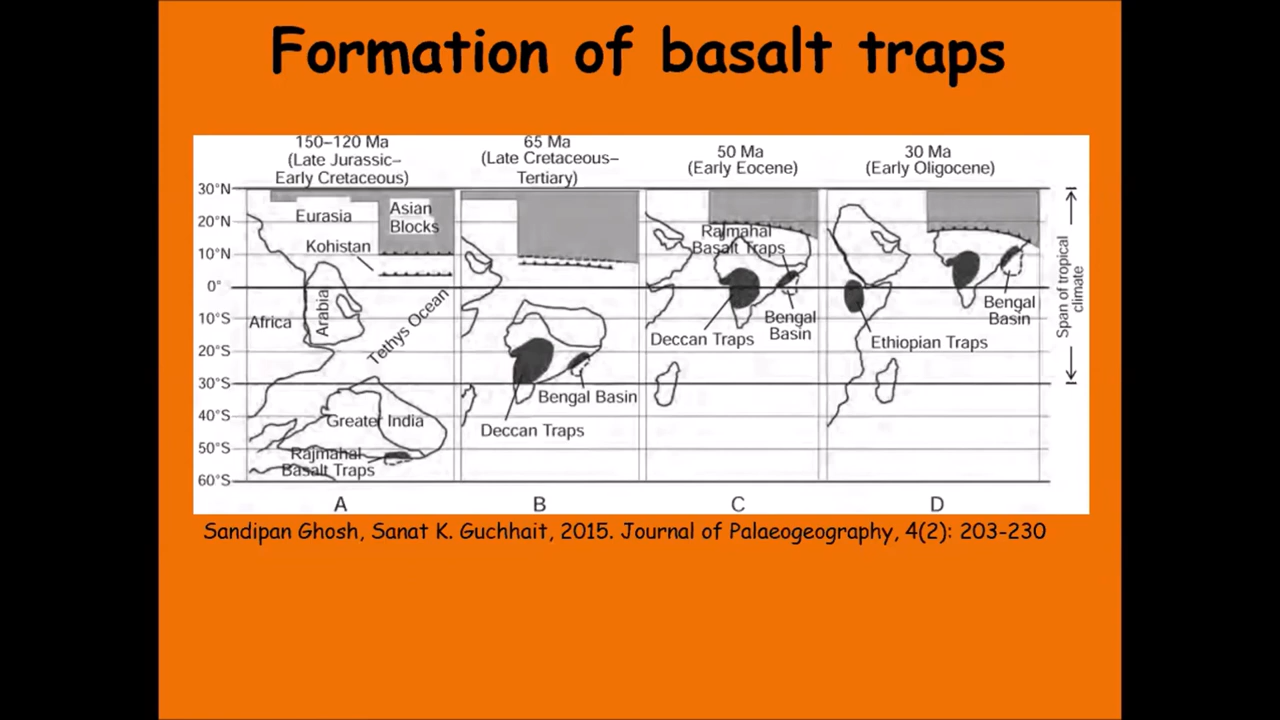 Formation of basalt traps
150–120 Ma
(Late Jurassic–
Early Cretaceous)
65 Ma
(Late Cretaceous–
Tertiary)
50 Ma
(Early Eocene)
30 Ma
(Early Oligocene)
30°N
20°N
10°N
0°
10°S
20°S
30°S
40°S
50°S
60°S
Eurasia
Asian
Blocks
Kohistan
Africa
Arabia
Tethys Ocean
Greater India
Rajmahal
Basalt Traps
Bengal Basin
Deccan Traps
Rajmahal
Basalt Traps
Deccan Traps
Bengal
Basin
Bengal
Basin
Ethiopian Traps
Span of tropical
climate
A
B
C
D
Sandipan Ghosh, Sanat K. Guchhait, 2015. Journal of Palaeogeography, 4(2): 203-230